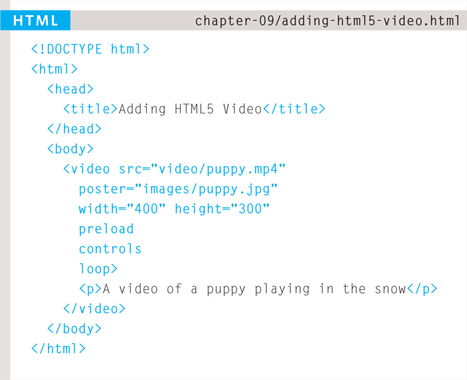 HTML chapter-09/adding-html5-video.html
<!DOCTYPE html>
<html>
<head>
<title>Adding HTML5 Video</title>
</head>
<body>
<video src="video/puppy.mp4"
poster="images/puppy.jpg"
width="400" height="300"
preload
controls
loop>
<p>A video of a puppy playing in the snow</p>
</video>
</body>
</html>